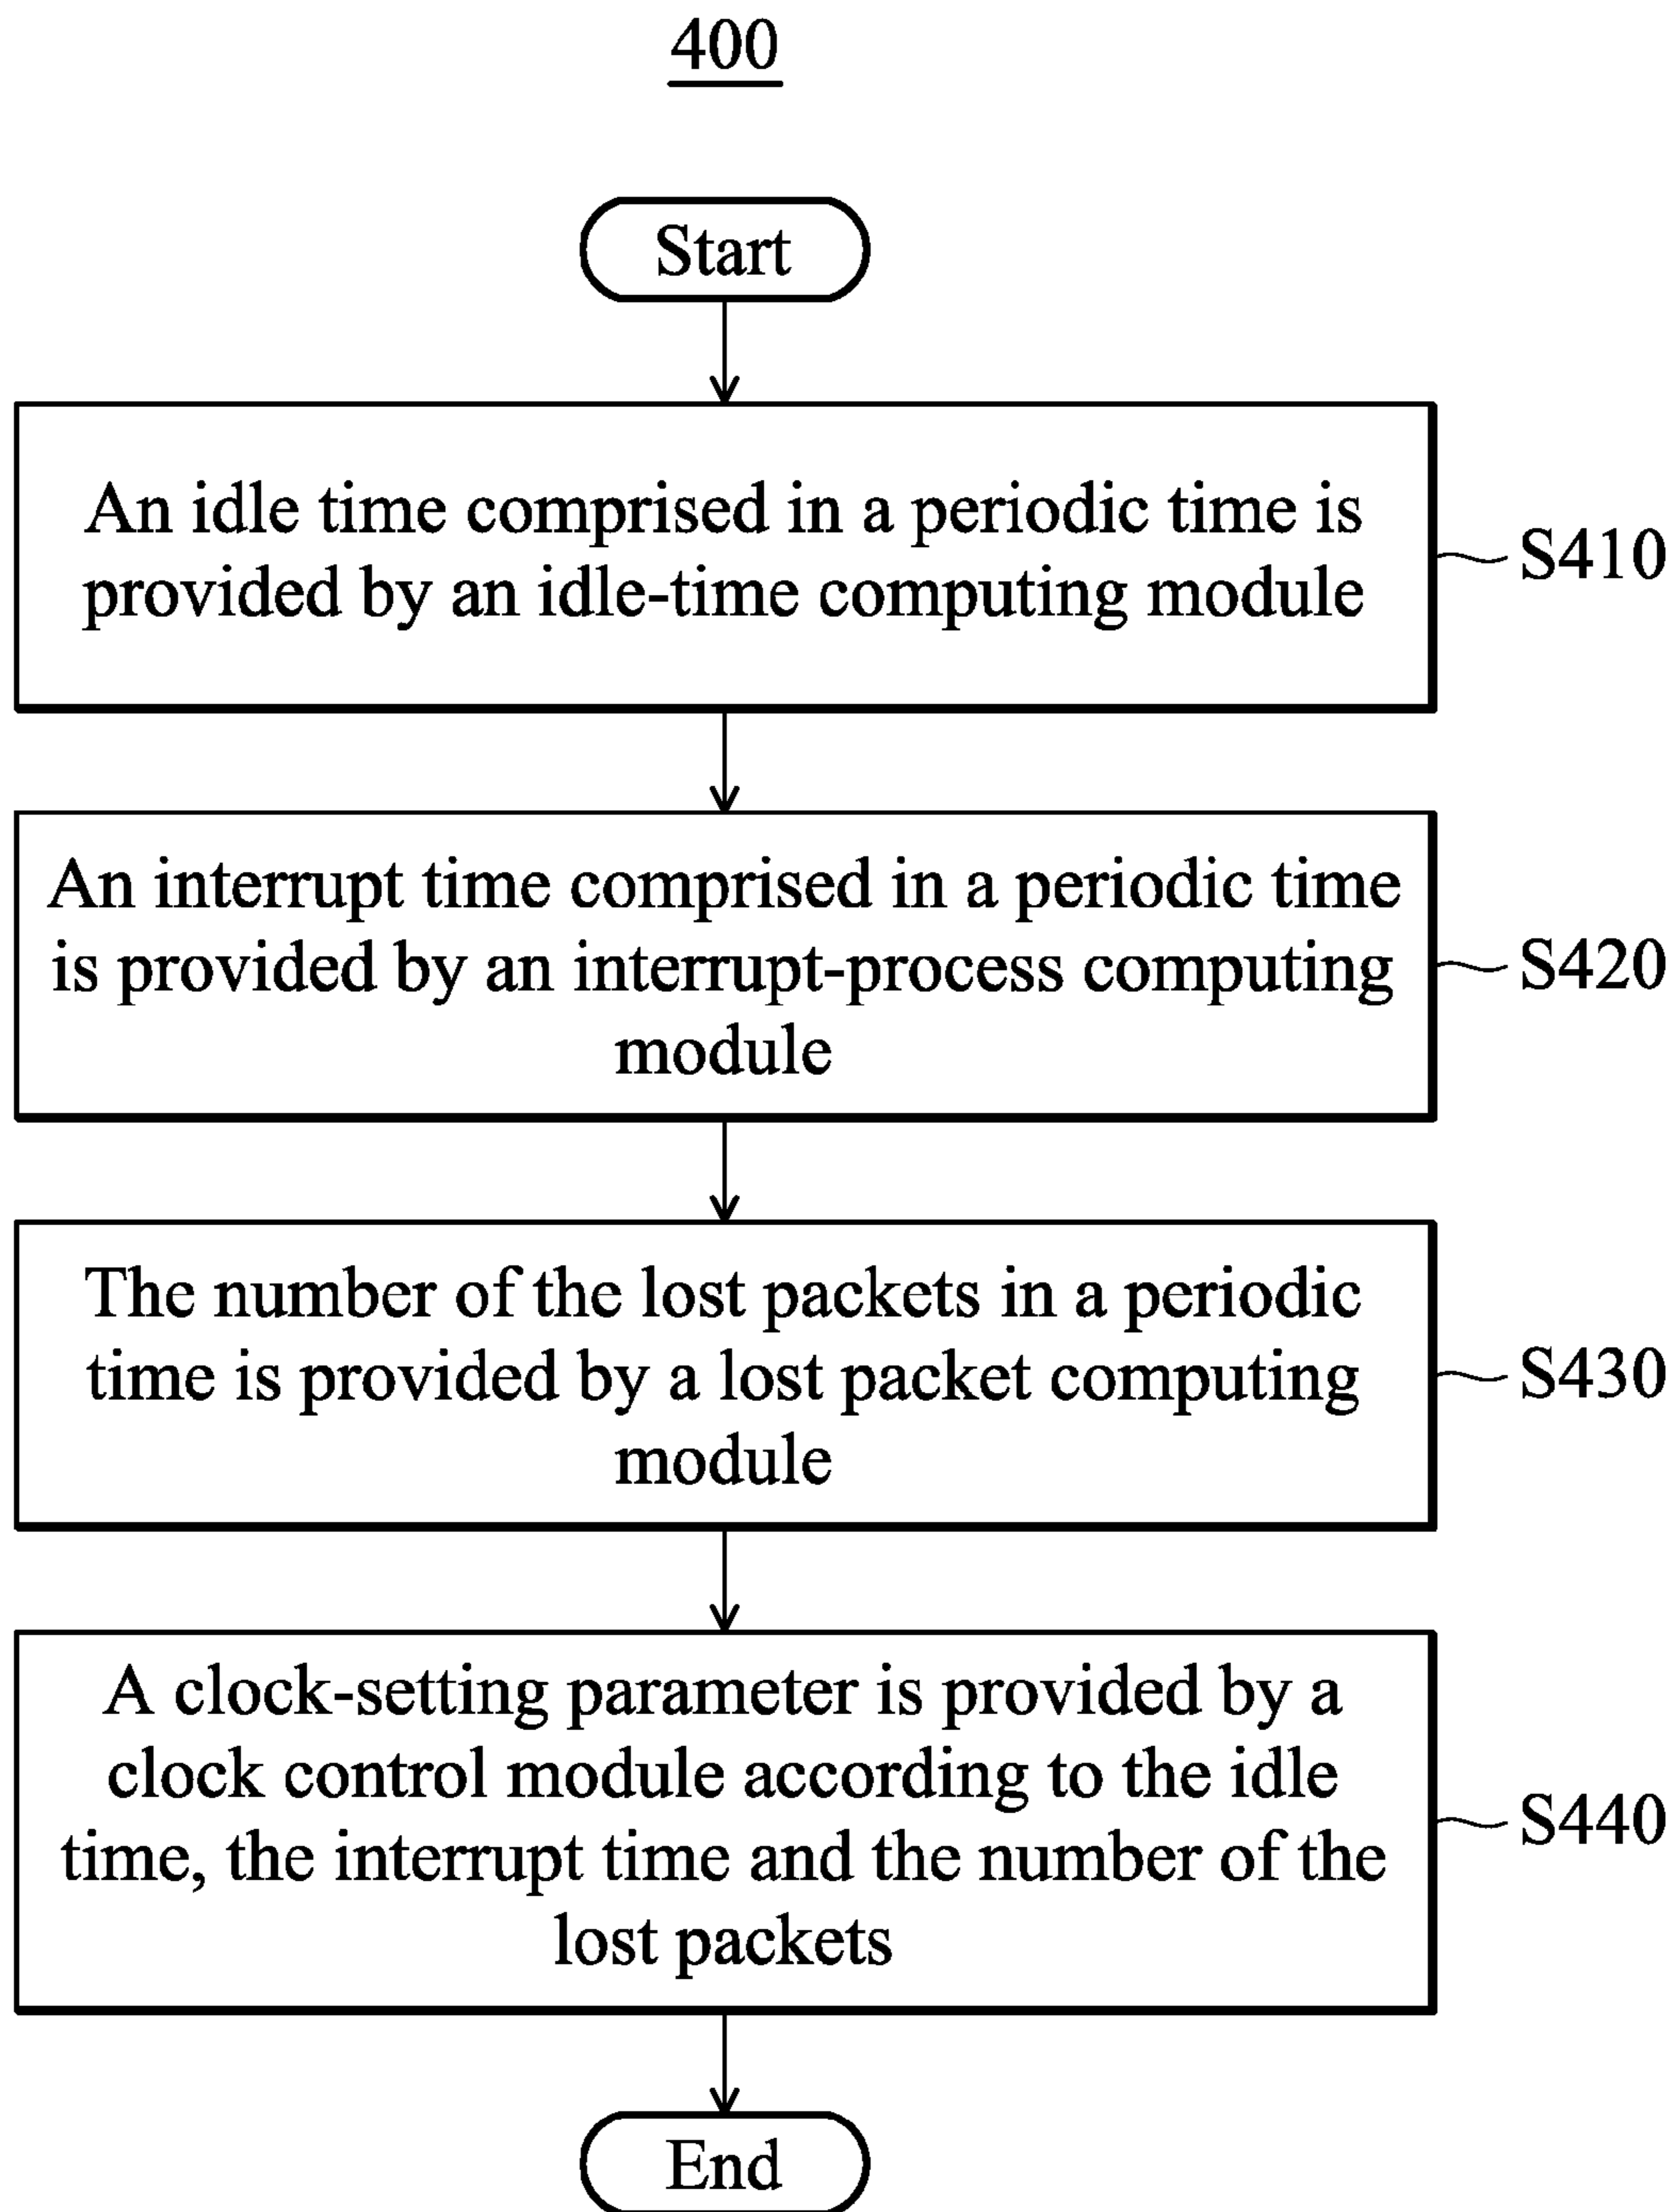 400
Start
An idle time comprised in a periodic time is
provided by an idle-time computing module
S410
An interrupt time comprised in a periodic time
is provided by an interrupt-process computing
module
S420
The number of the lost packets in a periodic
time is provided by a lost packet computing
module
S430
A clock-setting parameter is provided by a
clock control module according to the idle
time, the interrupt time and the number of the
lost packets
S440
End